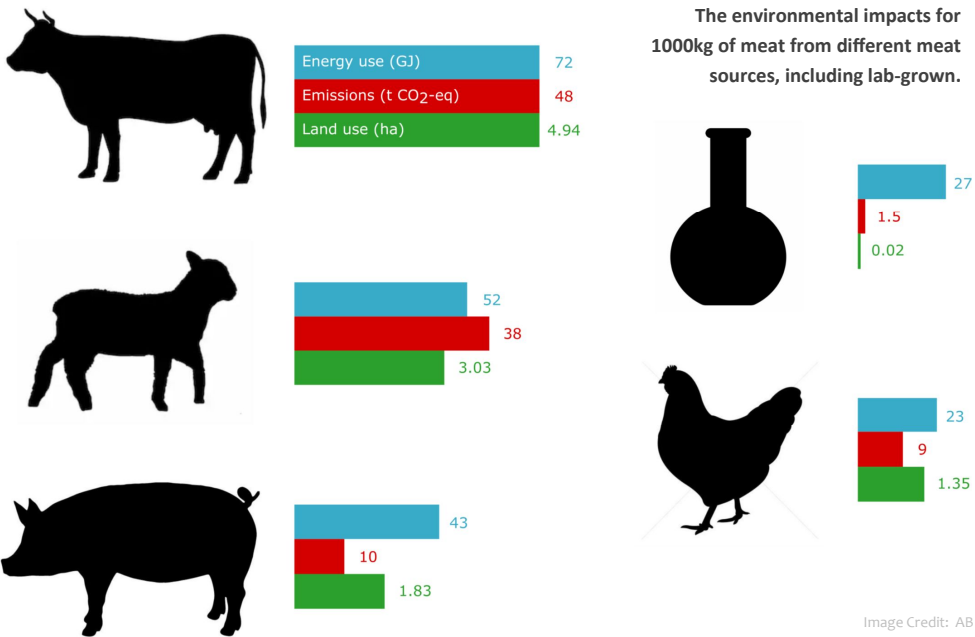 The environmental impacts for
1000kg of meat from different meat
sources, including lab-grown.
Energy use (GJ) 72
Emissions (t CO2-eq) 48
Land use (ha) 4.94
27
1.5
0.02
52
38
3.03
23
9
1.35
43
10
1.83
Image Credit: AB